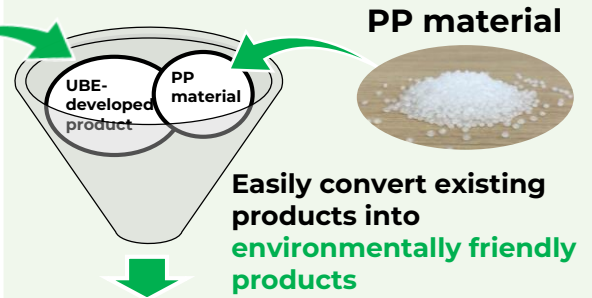 PP material
UBE-
developed
product
PP
material
Easily convert existing
products into
environmentally friendly
products